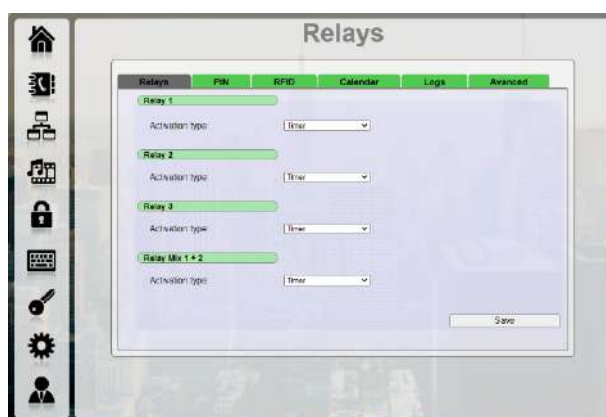 Relays
Relays PIN RFID Calendar Logs Avanced
Relay 1
Activation type: Timer
Relay 2
Activation type: Timer
Relay 3
Activation type: Timer
Relay Mix 1 + 2
Activation type: Timer
Save